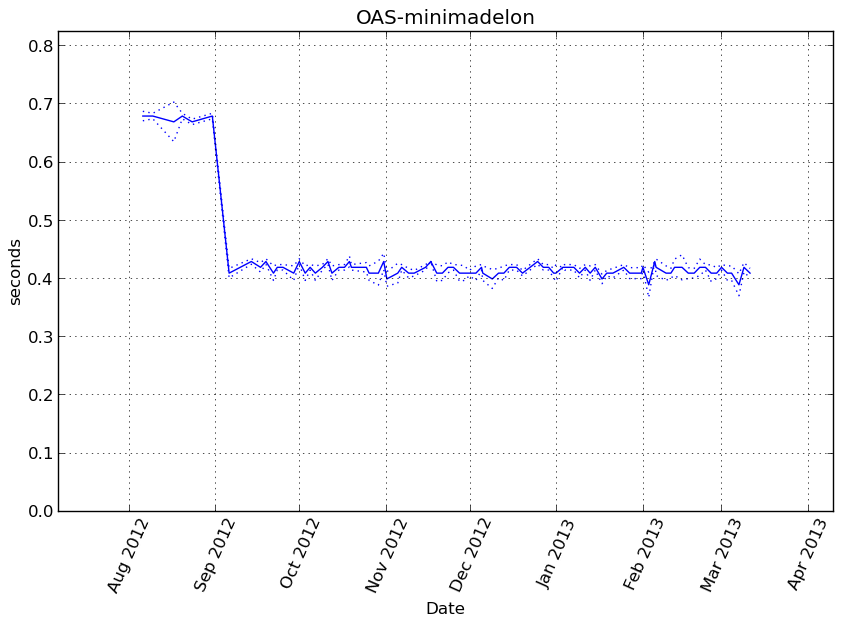 OAS-minimadelon
0.8
0.7
0.6
0.5
0.4
0.3
0.2
0.1
0.0
seconds
Aug 2012
Sep 2012
Oct 2012
Nov 2012
Dec 2012
Jan 2013
Feb 2013
Mar 2013
Apr 2013
Date